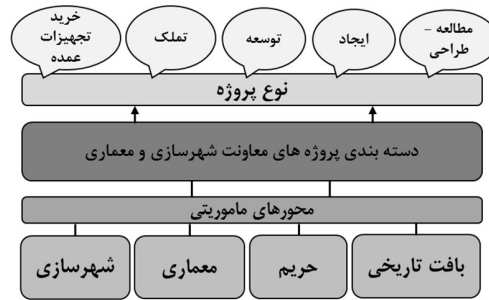 مطالعه –
طراحی
ایجاد
توسعه
تملک
خرید
تجهیزات
عمده
نوع پروژه
دسته بندی پروژه های معاونت شهرسازی و معماری
محورهای ماموریتی
بافت تاریخی
حریم
معماری
شهرسازی